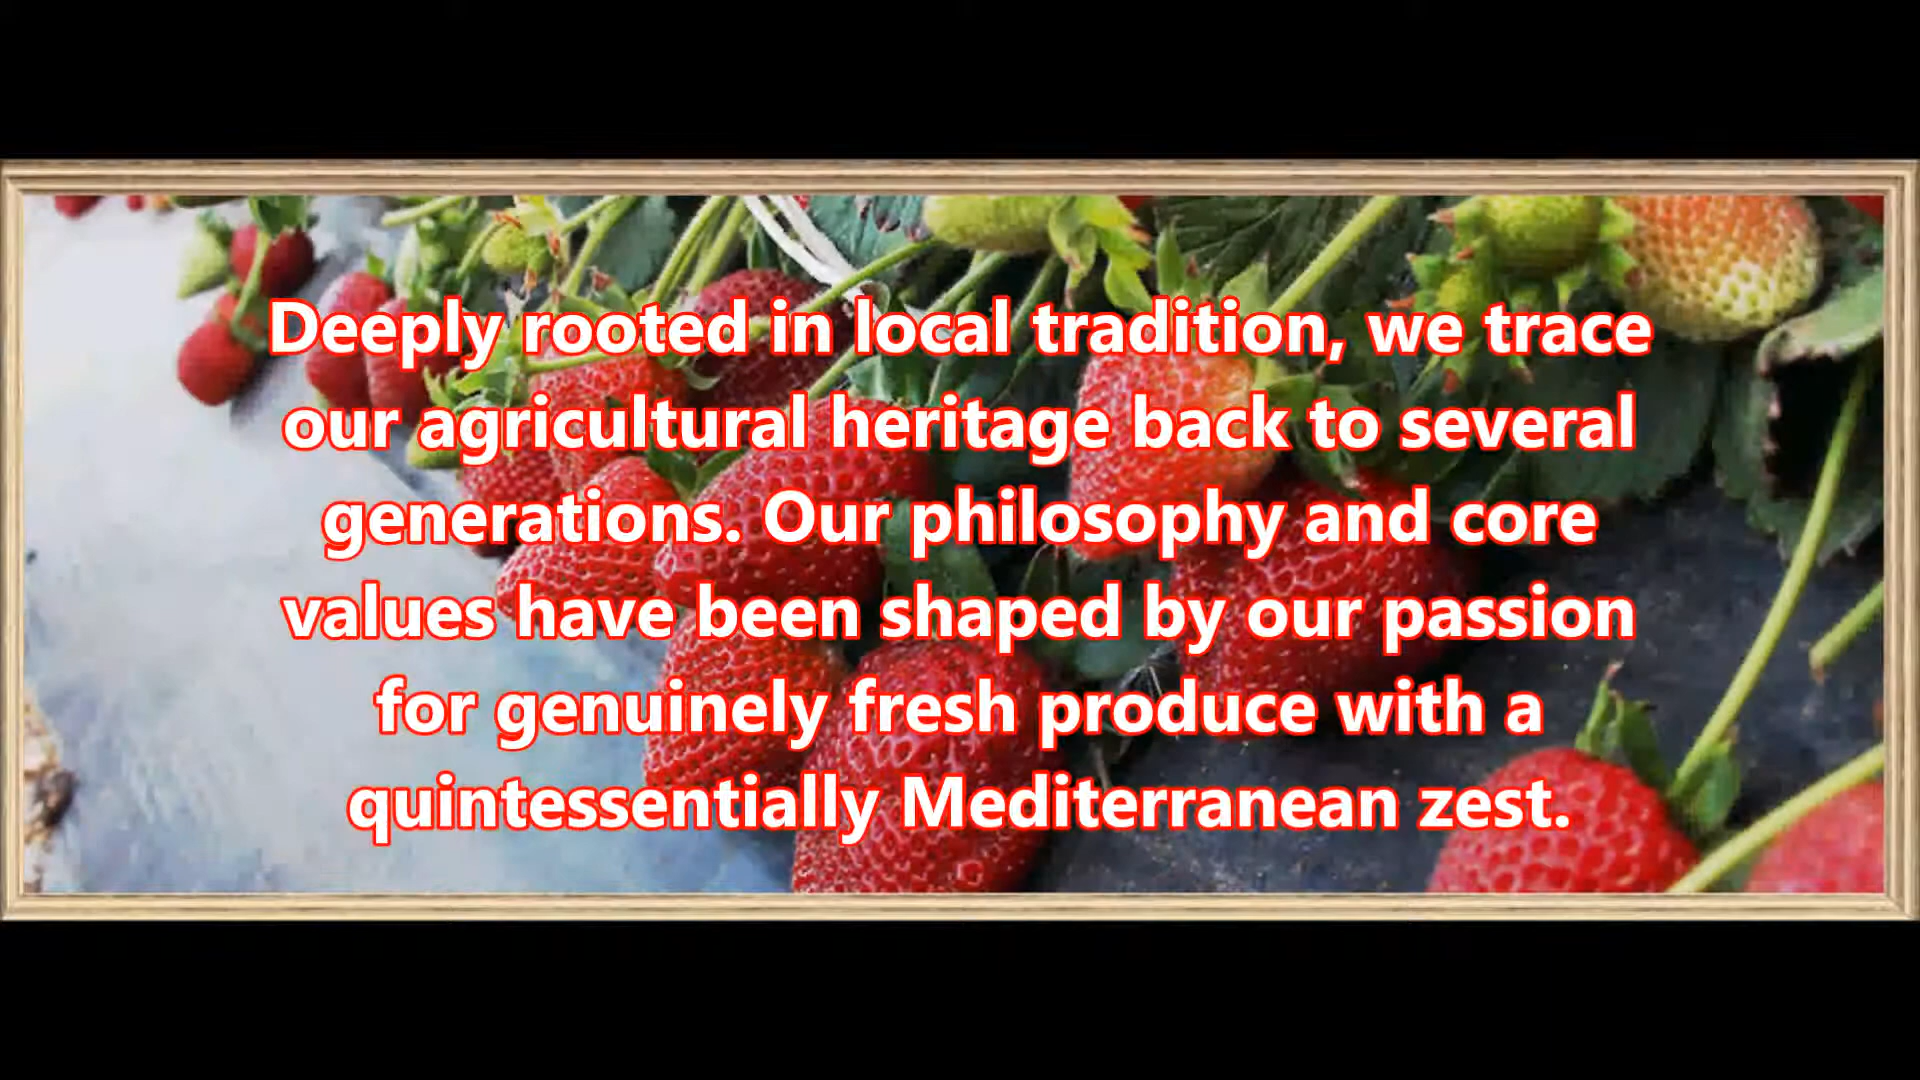 Deeply rooted in local tradition, we trace
our agricultural heritage back to several
generations. Our philosophy and core
values have been shaped by our passion
for genuinely fresh produce with a
quintessentially Mediterranean zest.